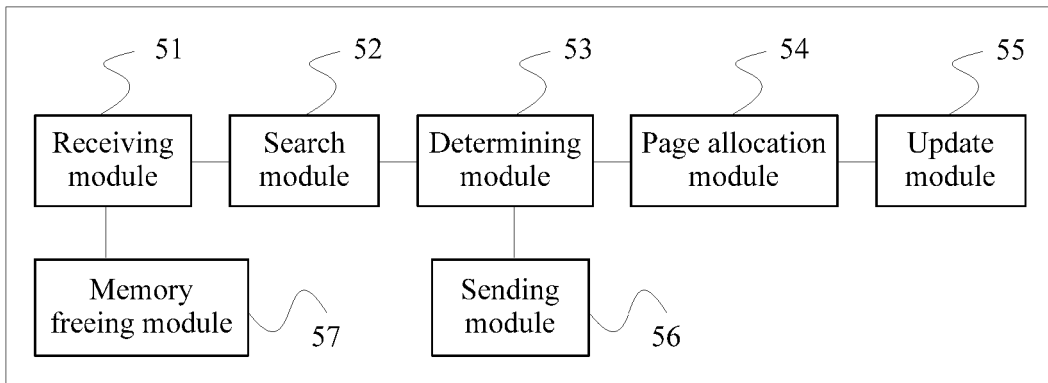 51
52
53
54
55
Receiving
module
Search
module
Determining
module
Page allocation
module
Update
module
Memory
freeing module
57
Sending
module
56